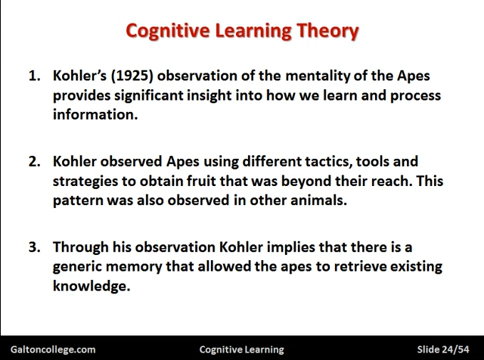 Cognitive Learning Theory
1. Kohler's (1925) observation of the mentality of the Apes
provides significant insight into how we learn and process
information.
2. Kohler observed Apes using different tactics, tools and
strategies to obtain fruit that was beyond their reach. This
pattern was also observed in other animals.
3. Through his observation Kohler implies that there is a
generic memory that allowed the apes to retrieve existing
knowledge.
Galtoncollege.com Cognitive Learning Slide 24/54